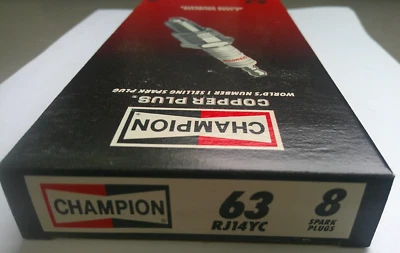 WORLD'S NUMBER 1 SELLING SPARK PLUG
COPPER PLUS®
CHAMPION
CHAMPION
63
RJ14YC
8
SPARK
PLUGS